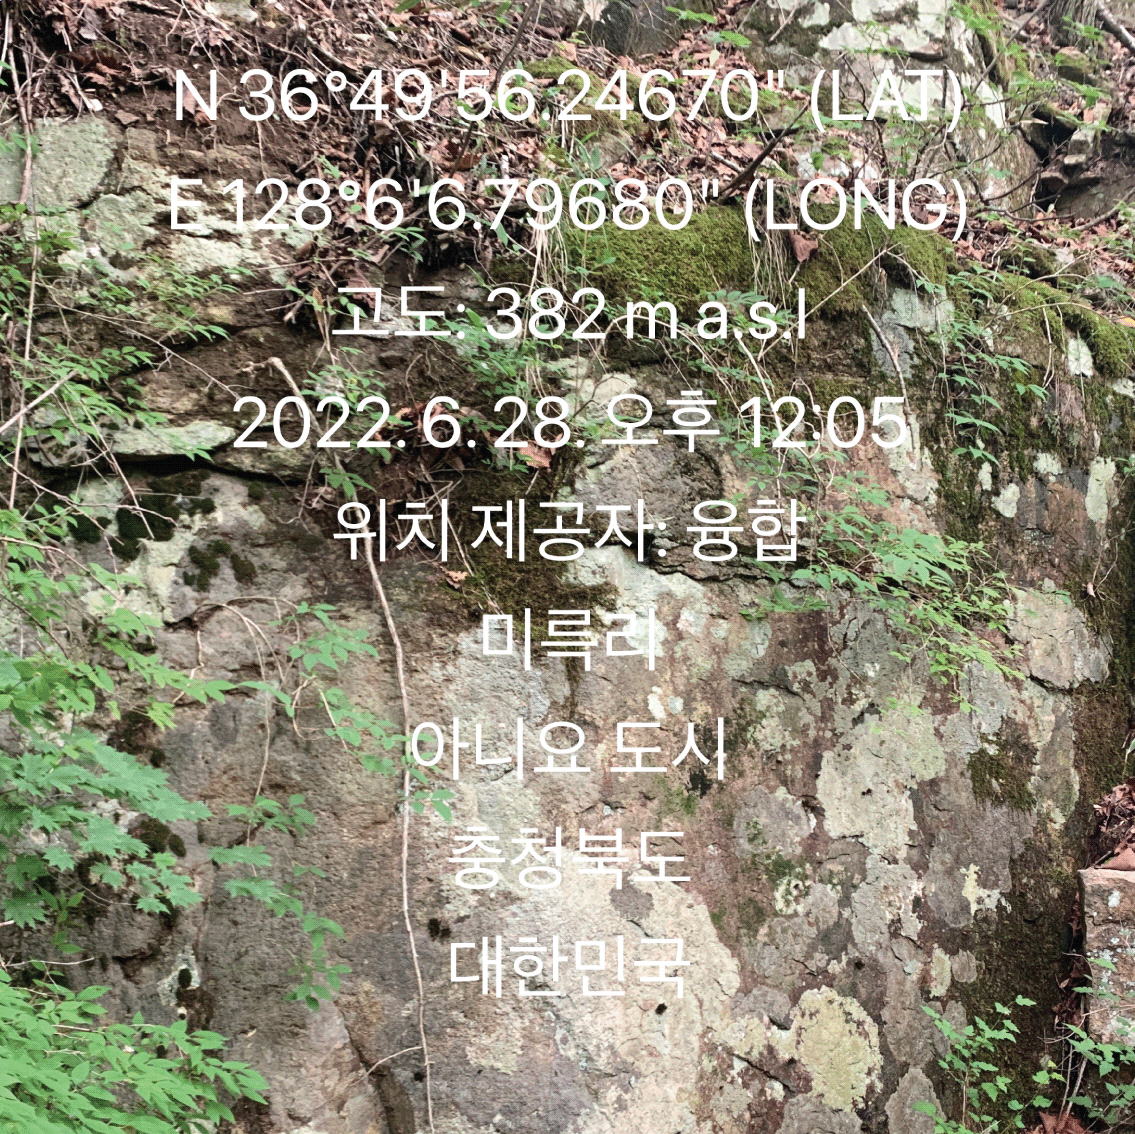 N 36°49'56.24670" (LAT)
E 128°6'6.79680" (LONG)
고도: 382 m a.s.l
2022. 6. 28. 오후 12:05
위치 제공자: 융합
미륵리
아니요 도시
충청북도
대한민국